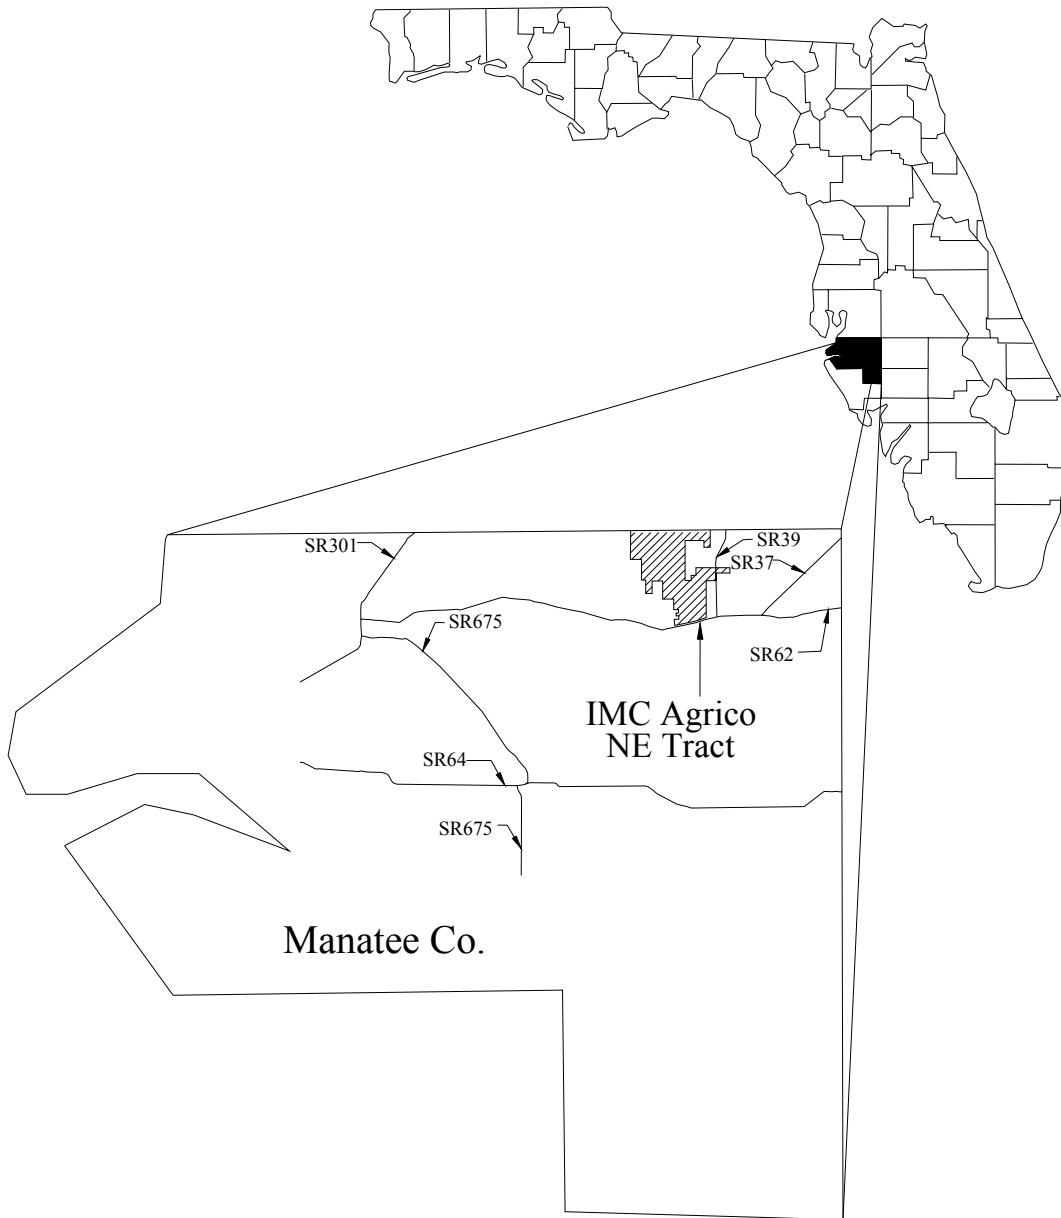 SR301
SR39
SR37
SR675
SR62
IMC Agrico
NE Tract
SR64
SR675
Manatee Co.